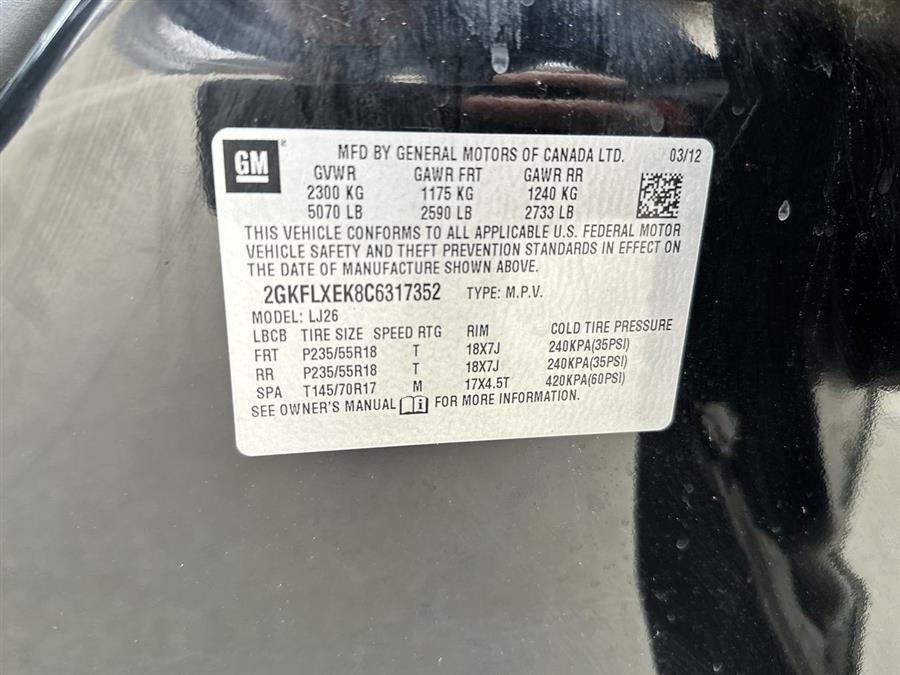 GM MFD BY GENERAL MOTORS OF CANADA LTD. 03/12
GVWR GAWR FRT GAWR RR
2300 KG 1175 KG 1240 KG
5070 LB 2590 LB 2733 LB
THIS VEHICLE CONFORMS TO ALL APPLICABLE U.S. FEDERAL MOTOR
VEHICLE SAFETY AND THEFT PREVENTION STANDARDS IN EFFECT ON
THE DATE OF MANUFACTURE SHOWN ABOVE.
2GKFLXEK8C6317352 TYPE: M.P.V.
MODEL: LJ26
LBCB TIRE SIZE SPEED RTG RIM COLD TIRE PRESSURE
FRT P235/55R18 T 18X7J 240KPA(35PSI)
RR P235/55R18 T 18X7J 240KPA(35PSI)
SPA T145/70R17 M 17X4.5T 420KPA(60PSI)
SEE OWNER'S MANUAL FOR MORE INFORMATION.